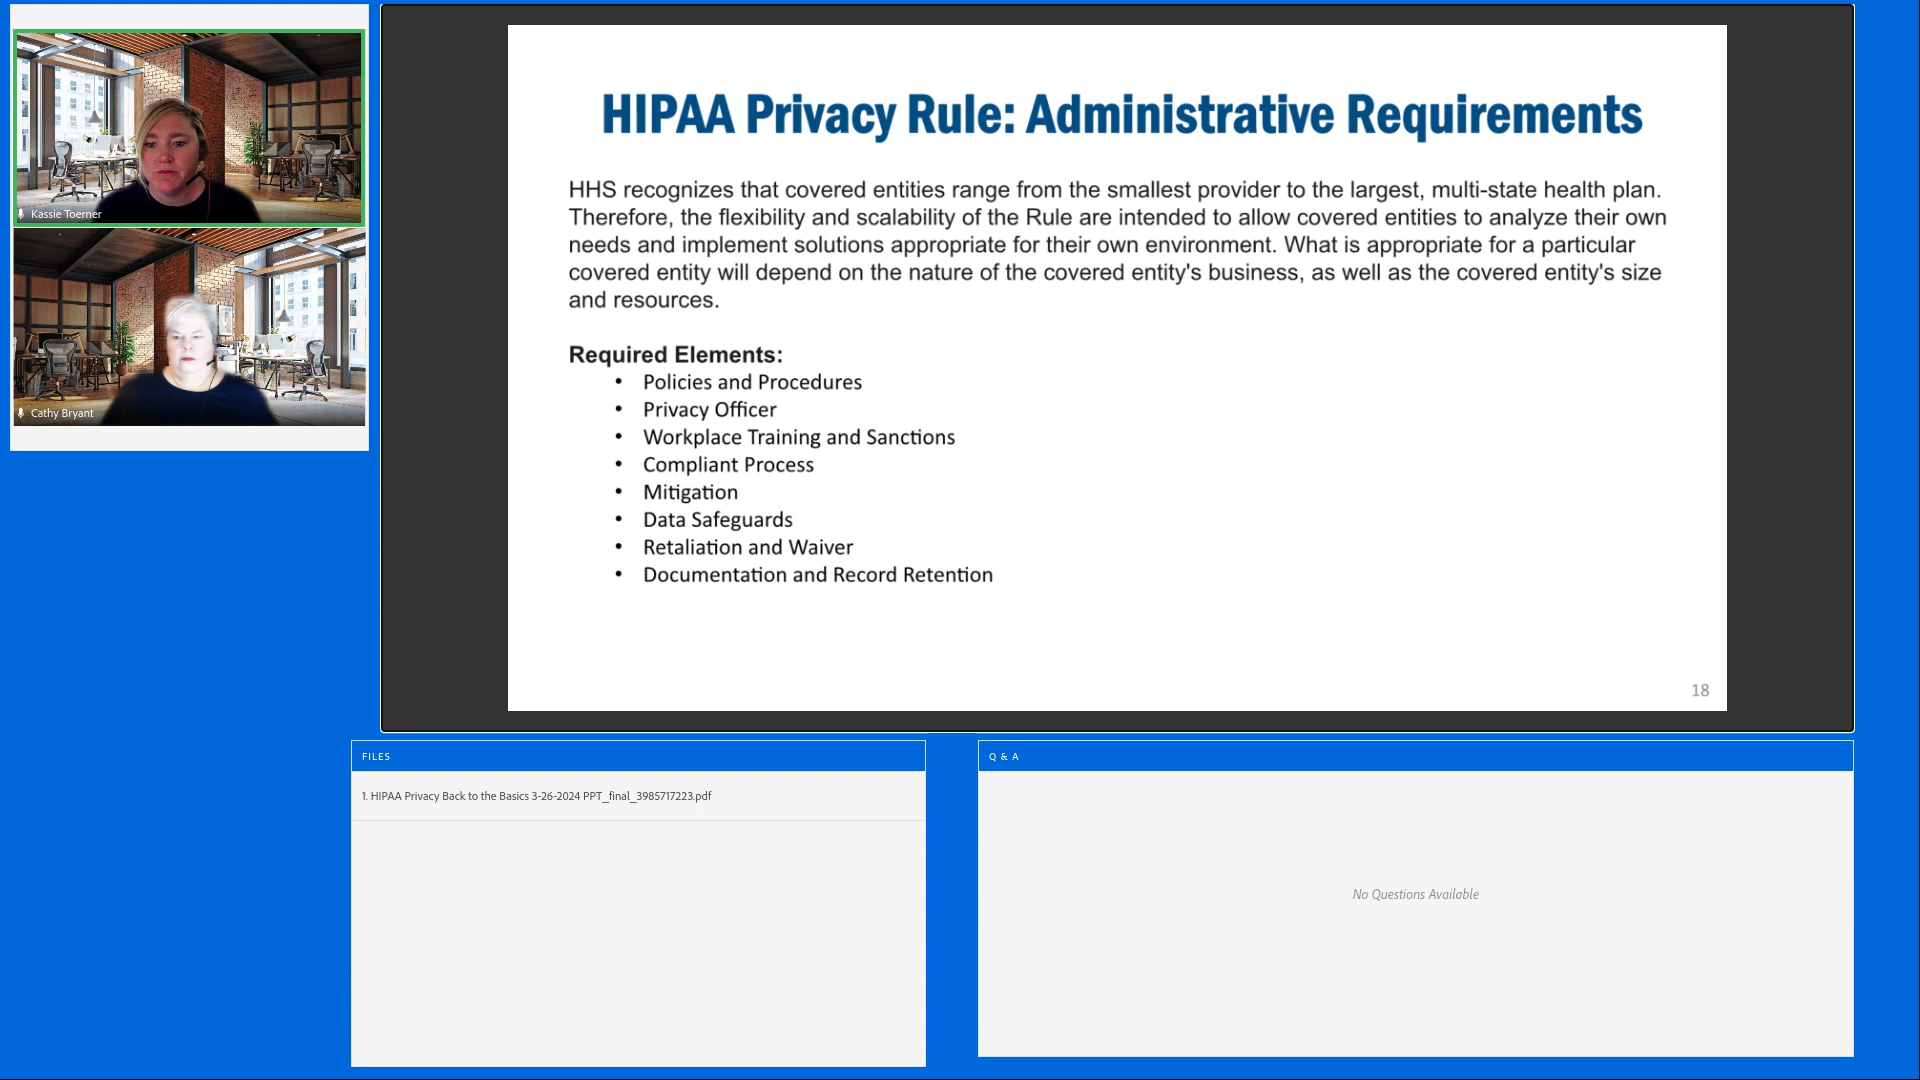 Kassie Toerner
Cathy Bryant
HIPAA Privacy Rule: Administrative Requirements
HHS recognizes that covered entities range from the smallest provider to the largest, multi-state health plan.
Therefore, the flexibility and scalability of the Rule are intended to allow covered entities to analyze their own
needs and implement solutions appropriate for their own environment. What is appropriate for a particular
covered entity will depend on the nature of the covered entity's business, as well as the covered entity's size
and resources.
Required Elements:
• Policies and Procedures
• Privacy Officer
• Workplace Training and Sanctions
• Compliant Process
• Mitigation
• Data Safeguards
• Retaliation and Waiver
• Documentation and Record Retention
18
FILES
1. HIPAA Privacy Back to the Basics 3-26-2024 PPT_final_3985717223.pdf
Q & A
No Questions Available